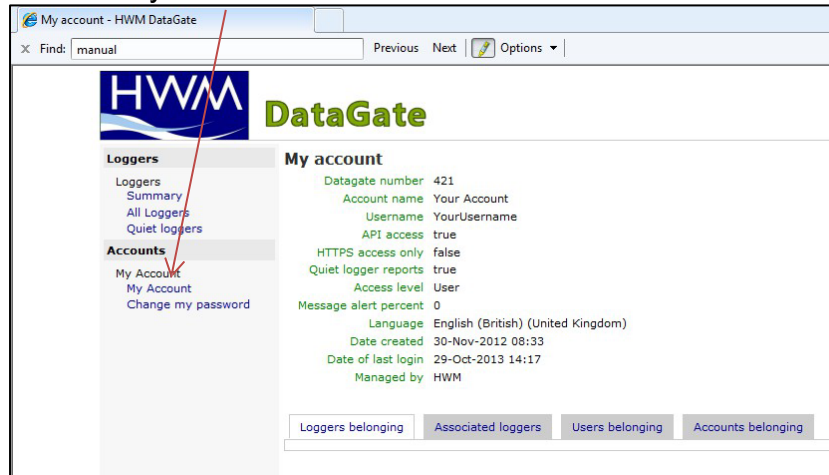 My account - HWM DataGate
X Find: manual Previous Next Options
HWM
DataGate
Loggers
Loggers
Summary
All Loggers
Quiet loggers
Accounts
My Account
My Account
Change my password
My account
Datagate number 421
Account name Your Account
Username YourUsername
API access true
HTTPS access only false
Quiet logger reports true
Access level User
Message alert percent 0
Language English (British) (United Kingdom)
Date created 30-Nov-2012 08:33
Date of last login 29-Oct-2013 14:17
Managed by HWM
Loggers belonging Associated loggers Users belonging Accounts belonging